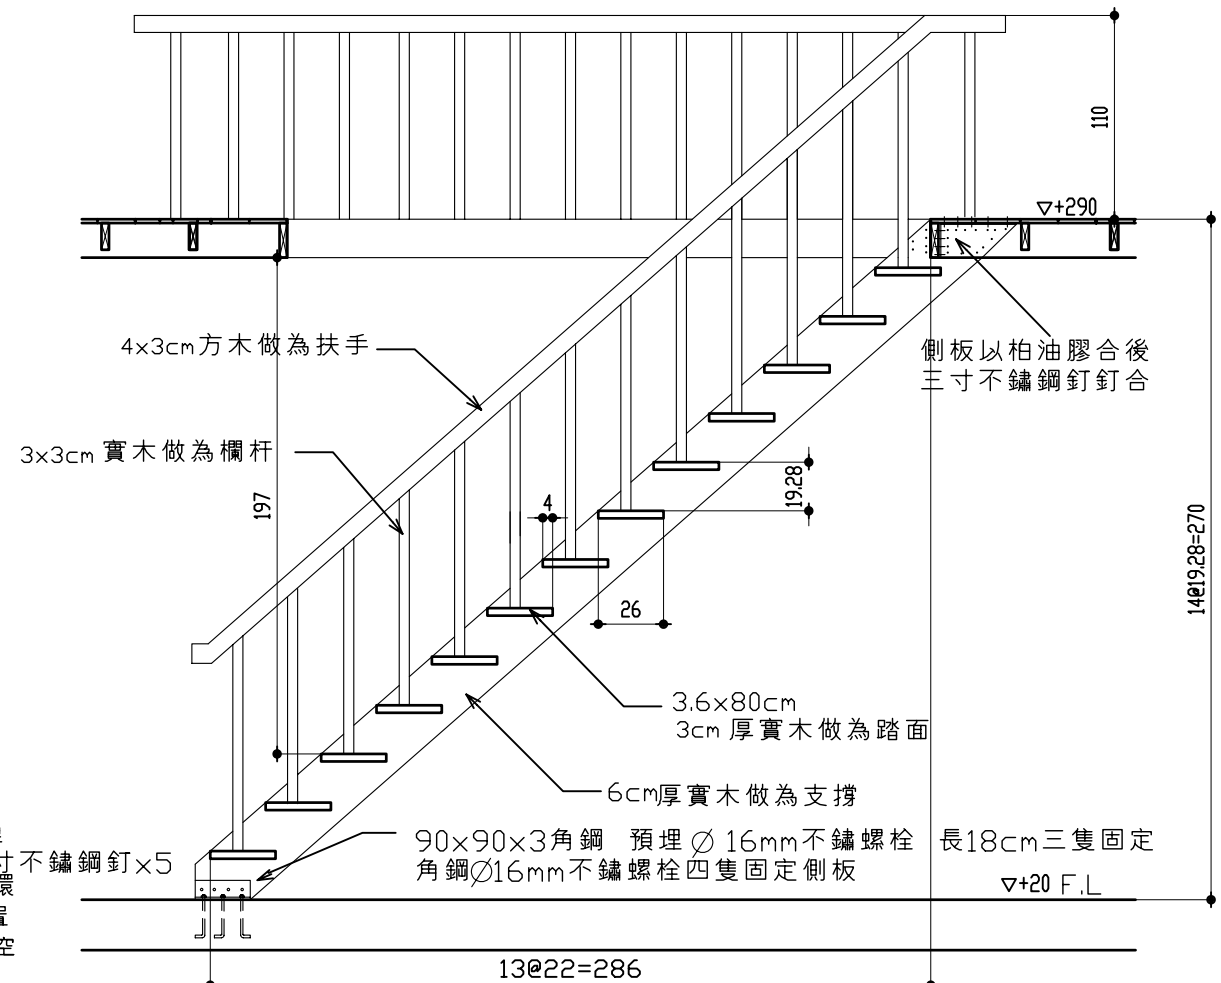 110
▽+290
4x3cm方木做為扶手
側板以柏油膠合後
三寸不鏽鋼釘釘合
3x3cm 實木做為欄杆
197
4
19.28
14@19.28=270
26
3.6x80cm
3cm 厚實木做為踏面
6cm厚實木做為支撐
90x90x3角鋼 預埋∅16mm不鏽螺栓 長18cm三隻固定
角鋼∅16mm不鏽螺栓四隻固定側板
寸不鏽鋼釘x5
▽+20 F.L
13@22=286